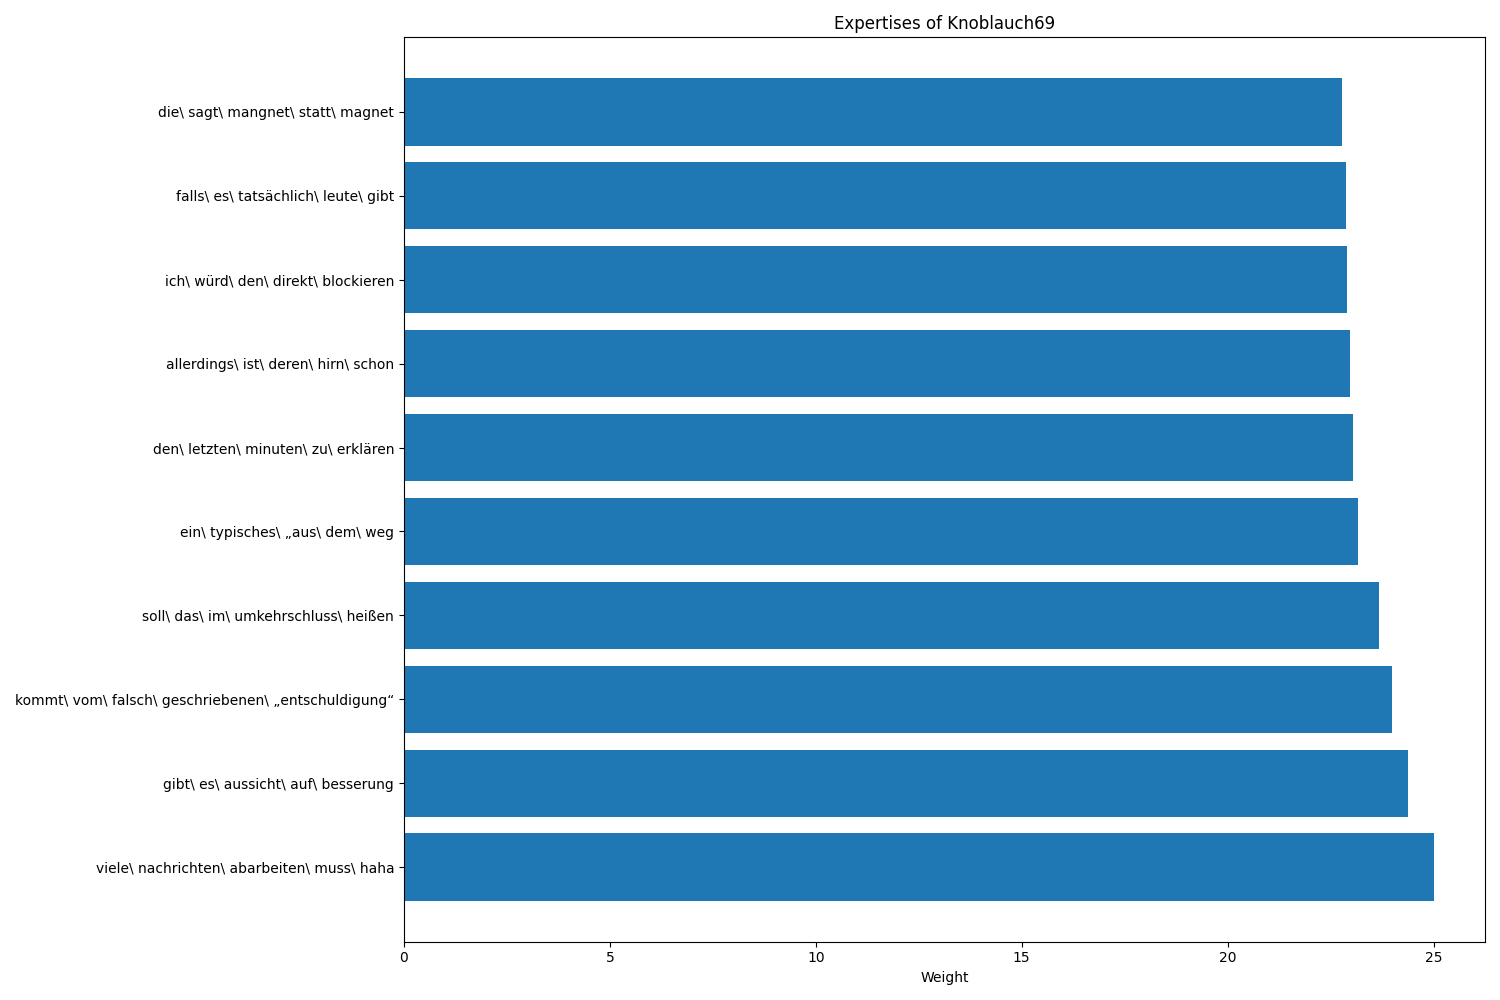 Expertises of Knoblauch69
die\ sagt\ mangnet\ statt\ magnet
falls\ es\ tatsächlich\ leute\ gibt
ich\ würd\ den\ direkt\ blockieren
allerdings\ ist\ deren\ hirn\ schon
den\ letzten\ minuten\ zu\ erklären
ein\ typisches\ „aus\ dem\ weg
soll\ das\ im\ umkehrschluss\ heißen
kommt\ vom\ falsch\ geschriebenen\ „entschuldigung“
gibt\ es\ aussicht\ auf\ besserung
viele\ nachrichten\ abarbeiten\ muss\ haha
0 5 10 15 20 25
Weight